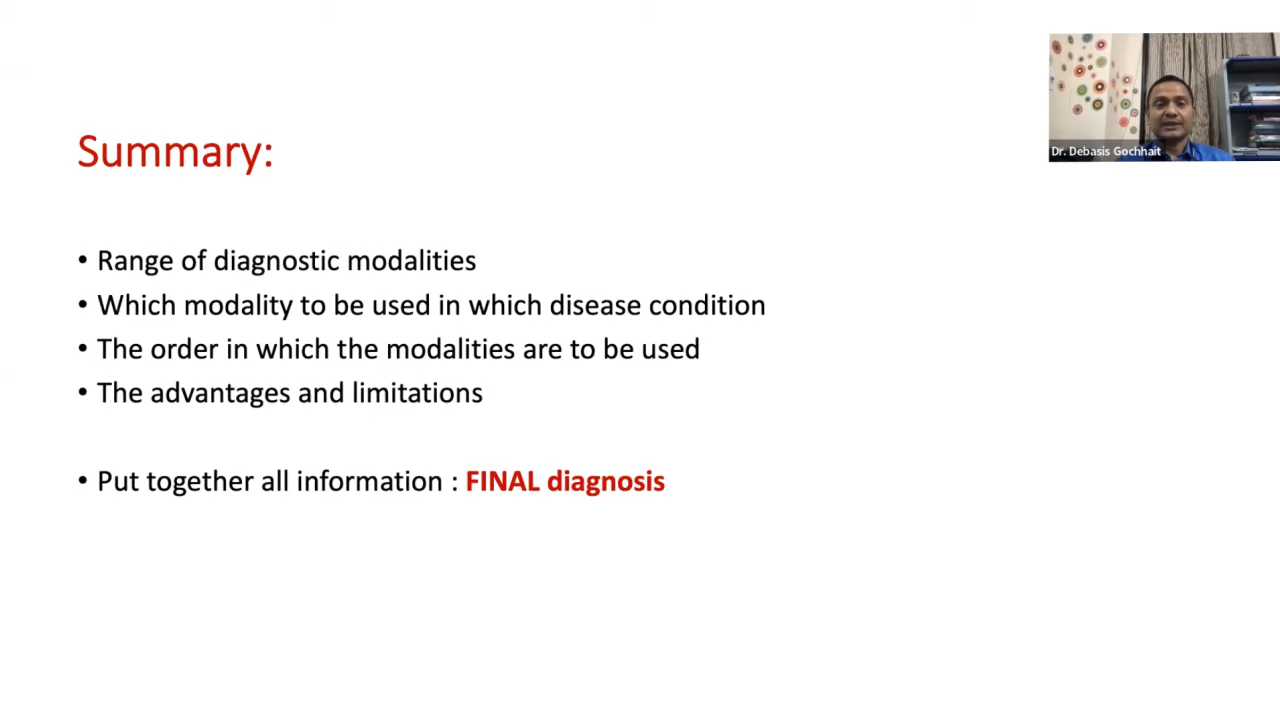 Dr. Debasis Gochhait
Summary:
• Range of diagnostic modalities
• Which modality to be used in which disease condition
• The order in which the modalities are to be used
• The advantages and limitations
• Put together all information : FINAL diagnosis